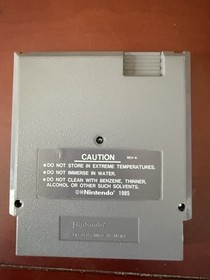 CAUTION
●DO NOT STORE IN EXTREME TEMPERATURES.
●DO NOT IMMERSE IN WATER.
●DO NOT CLEAN WITH BENZENE, THINNER,
ALCOHOL OR OTHER SUCH SOLVENTS.
©®Nintendo® 1985
Nintendo